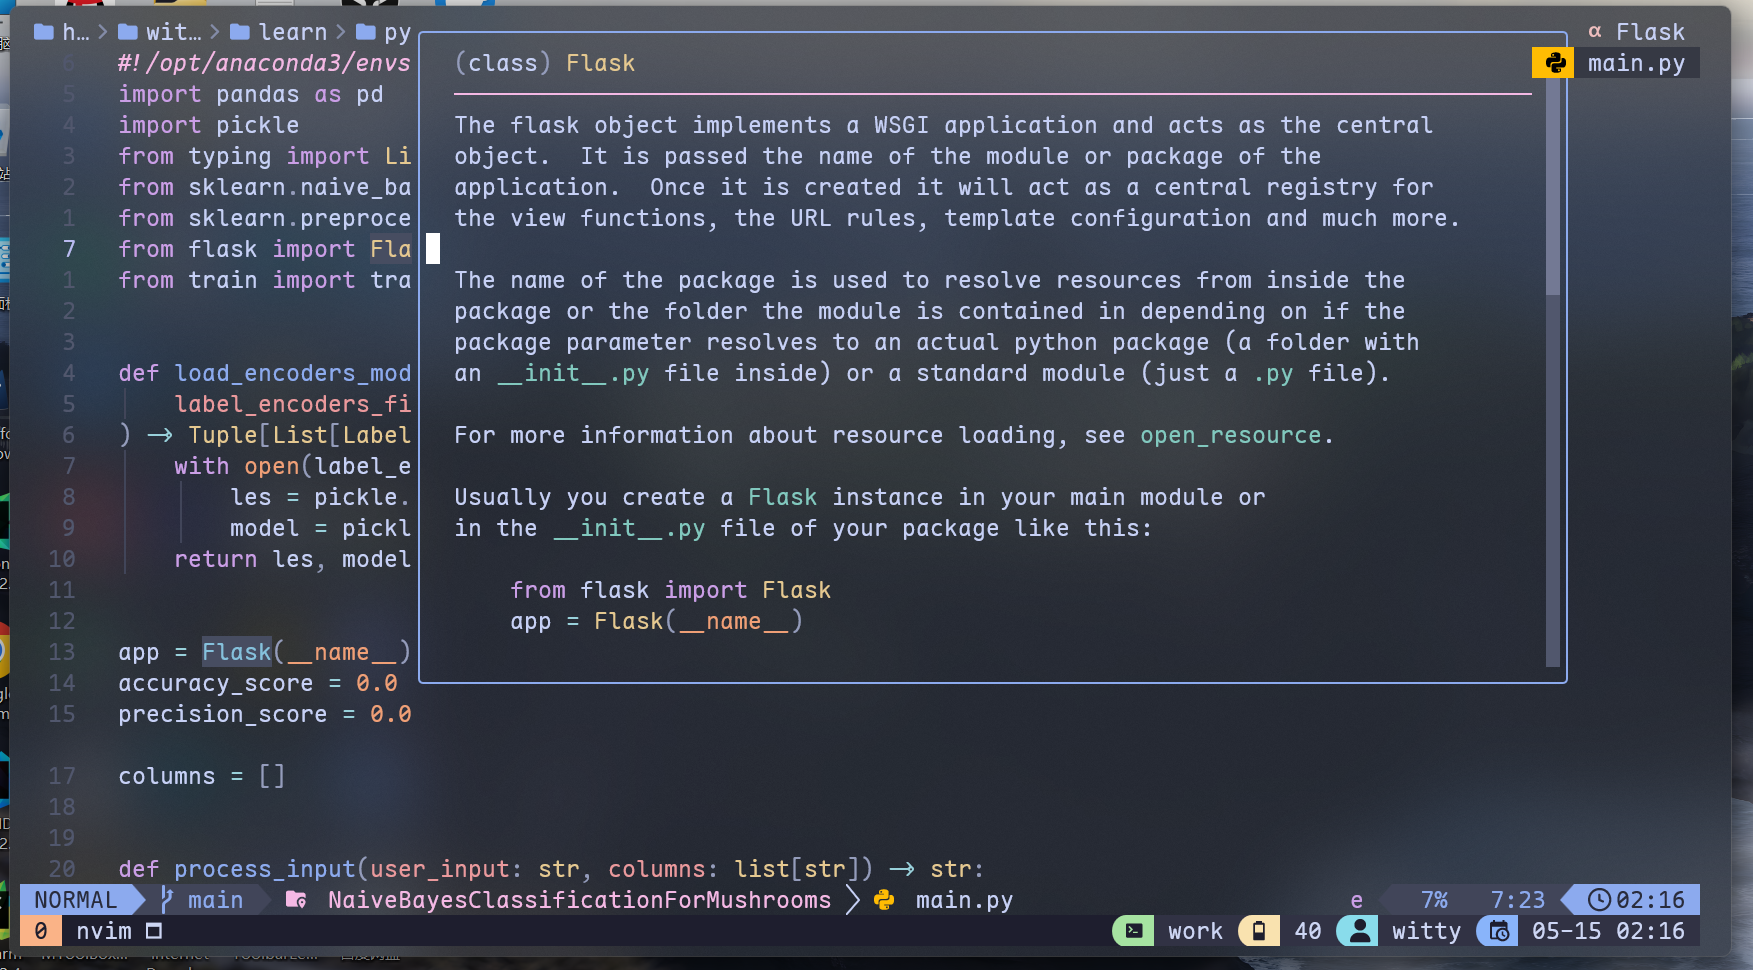 h… > wit… > learn > py
α Flask
main.py
6 #!/opt/anaconda3/envs
5 import pandas as pd
4 import pickle
3 from typing import Li
2 from sklearn.naive_ba
1 from sklearn.preproce
7 from flask import Fla
1 from train import tra
2
3
4 def load_encoders_mod
5 label_encoders_fi
6 ) -> Tuple[List[Label
7 with open(label_e
8 les = pickle.
9 model = pickl
10 return les, model
11
12
13 app = Flask(__name__)
14 accuracy_score = 0.0
15 precision_score = 0.0
17 columns = []
18
19
20 def process_input(user_input: str, columns: list[str]) -> str:
(class) Flask
The flask object implements a WSGI application and acts as the central
object.  It is passed the name of the module or package of the
application.  Once it is created it will act as a central registry for
the view functions, the URL rules, template configuration and much more.
The name of the package is used to resolve resources from inside the
package or the folder the module is contained in depending on if the
package parameter resolves to an actual python package (a folder with
an __init__.py file inside) or a standard module (just a .py file).
For more information about resource loading, see open_resource.
Usually you create a Flask instance in your main module or
in the __init__.py file of your package like this:
from flask import Flask
app = Flask(__name__)
NORMAL main NaiveBayesClassificationForMushrooms > main.py e 7% 7:23 02:16
0 nvim work 40 witty 05-15 02:16